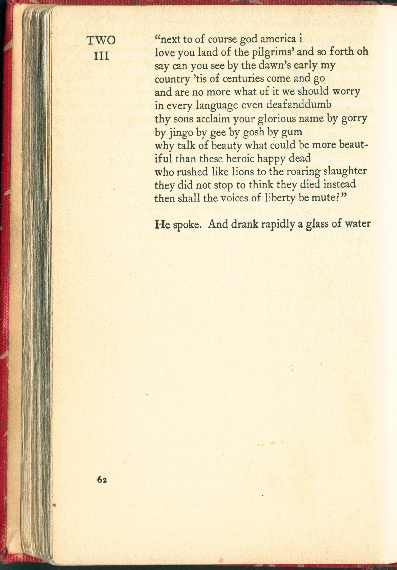 TWO
III
"next to of course god america i
love you land of the pilgrims' and so forth oh
say can you see by the dawn's early my
country 'tis of centuries come and go
and are no more what of it we should worry
in every language even deafanddumb
thy sons acclaim your glorious name by gorry
by jingo by gee by gosh by gum
why talk of beauty what could be more beaut-
iful than these heroic happy dead
who rushed like lions to the roaring slaughter
they did not stop to think they died instead
then shall the voices of liberty be mute?"
He spoke. And drank rapidly a glass of water
62